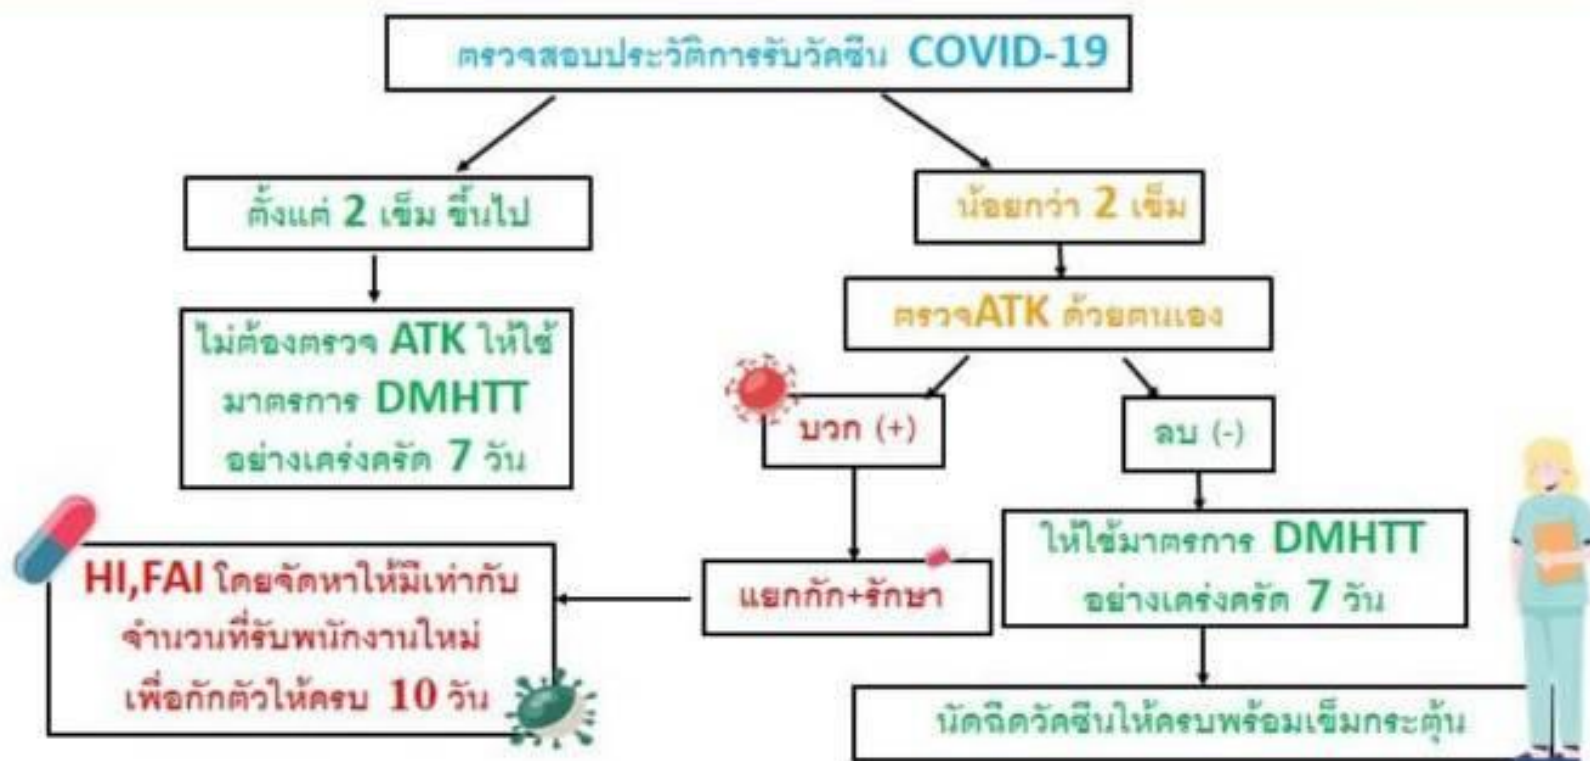 ตรวจสอบประวัติการรับวัคซีน COVID-19
ตั้งแต่ 2 เข็ม ขึ้นไป
น้อยกว่า 2 เข็ม
ไม่ต้องตรวจ ATK ให้ใช้
มาตรการ DMHTT
อย่างเคร่งครัด 7 วัน
ตรวจATK ด้วยตนเอง
บวก (+)
ลบ (-)
แยกกัก+รักษา
HI,FAI โดยจัดหาให้มีเท่ากับ
จำนวนที่รับพนักงานใหม่
เพื่อกักตัวให้ครบ 10 วัน
ให้ใช้มาตรการ DMHTT
อย่างเคร่งครัด 7 วัน
นัดฉีดวัคซีนให้ครบพร้อมเข็มกระตุ้น